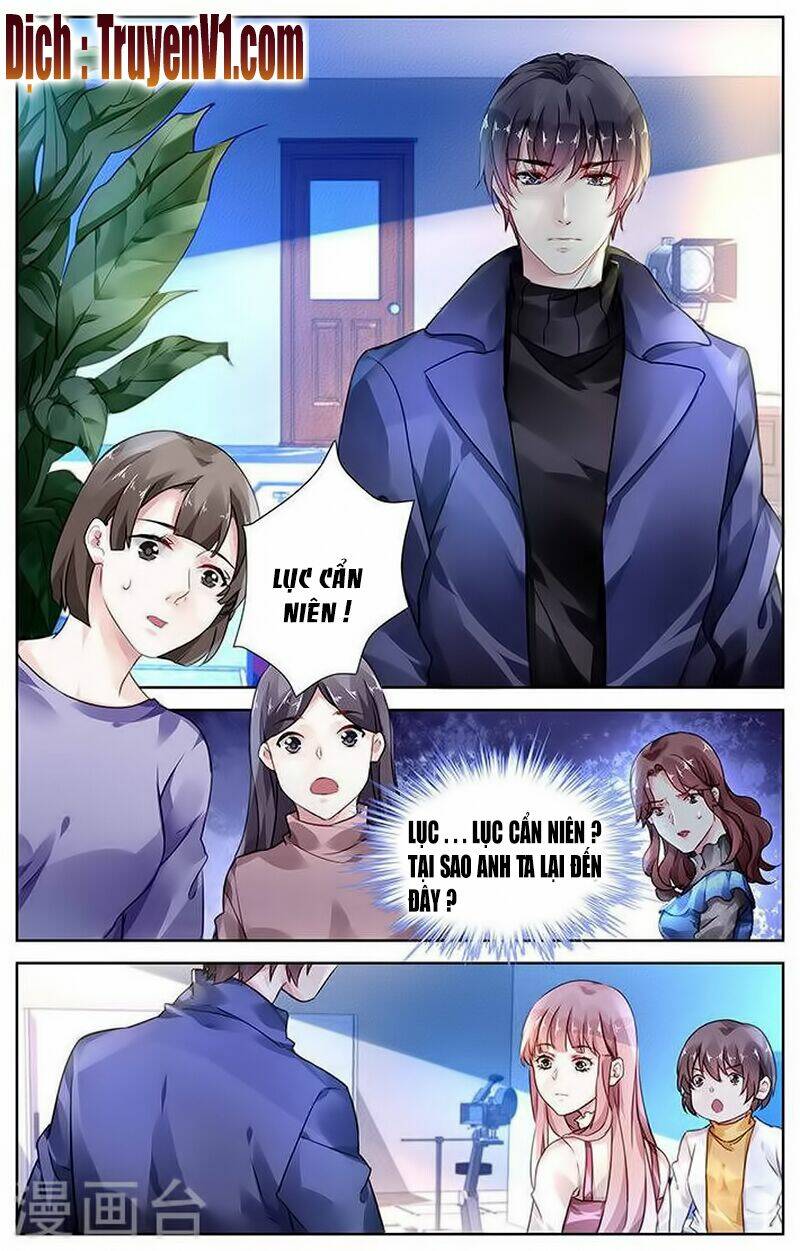 Dịch : TruyenV1.com
LỤC CẨN
NIÊN !
LỤC . . . LỤC CẨN NIÊN ?
TẠI SAO ANH TA LẠI ĐẾN
ĐÂY ?
漫画台